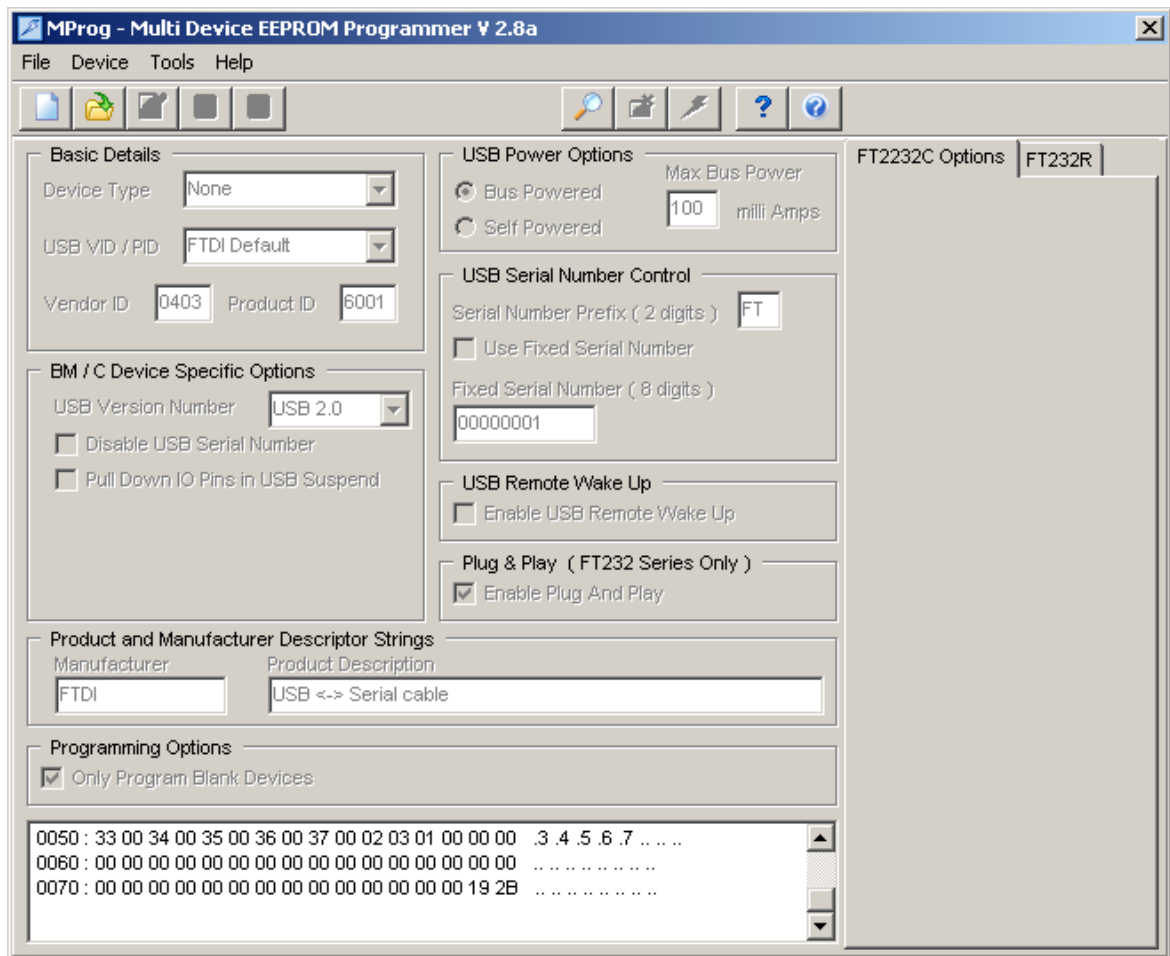 MProg - Multi Device EEPROM Programmer V 2.8a
File Device Tools Help
Basic Details
Device Type None
USB VID / PID FTDI Default
Vendor ID 0403 Product ID 6001
BM / C Device Specific Options
USB Version Number USB 2.0
Disable USB Serial Number
Pull Down IO Pins in USB Suspend
USB Power Options
Max Bus Power
Bus Powered
100 milli Amps
Self Powered
USB Serial Number Control
Serial Number Prefix ( 2 digits ) FT
Use Fixed Serial Number
Fixed Serial Number ( 8 digits )
00000001
USB Remote Wake Up
Enable USB Remote Wake Up
Plug & Play ( FT232 Series Only )
Enable Plug And Play
FT2232C Options FT232R
Product and Manufacturer Descriptor Strings
Manufacturer Product Description
FTDI USB <-> Serial cable
Programming Options
Only Program Blank Devices
0050 : 33 00 34 00 35 00 36 00 37 00 02 03 01 00 00 00 .3 .4 .5 .6 .7 .. .. ..
0060 : 00 00 00 00 00 00 00 00 00 00 00 00 00 00 00 00 .. .. .. .. .. .. .. ..
0070 : 00 00 00 00 00 00 00 00 00 00 00 00 00 00 19 2B .. .. .. .. .. .. .. ..